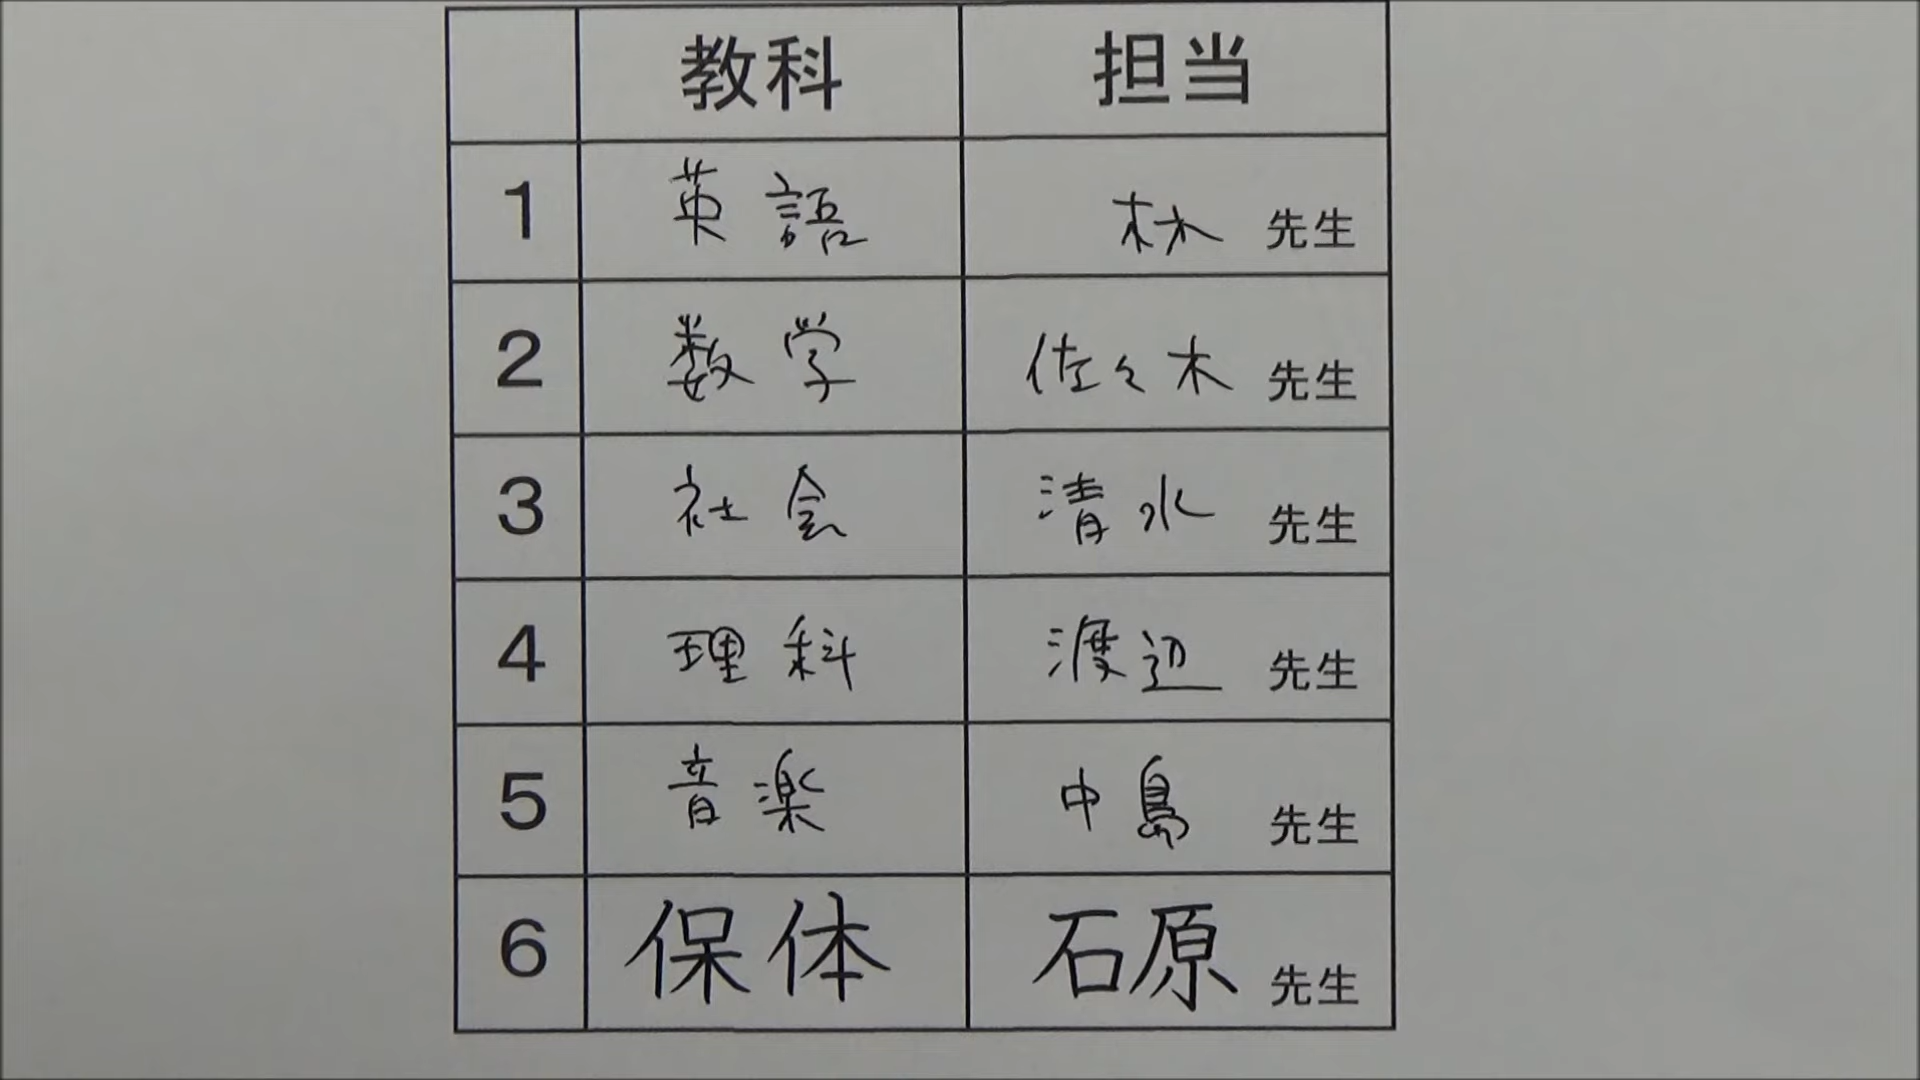 教科 担当
1 英語 林 先生
2 数学 佐々木 先生
3 社会 清水 先生
4 理科 渡辺 先生
5 音楽 中島 先生
6 保体 石原 先生